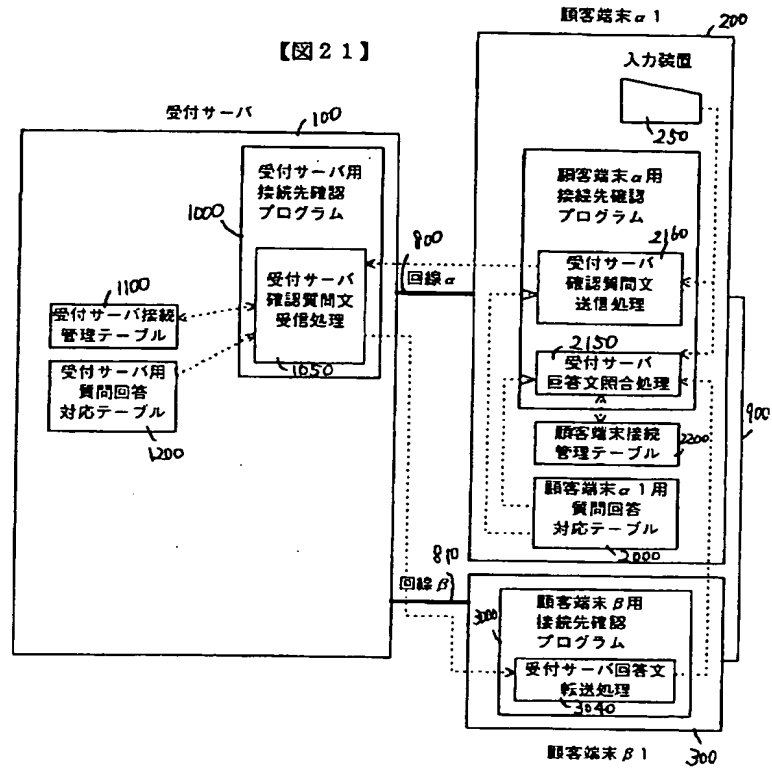 【図21】
顧客端末α1
200
入力装置
250
受付サーバ
100
受付サーバ用
接続先確認
プログラム
1000
受付サーバ
確認質問文
受信処理
1050
1100
受付サーバ接続
管理テーブル
受付サーバ用
質問回答
対応テーブル
1200
800
回線α
顧客端末α用
接続先確認
プログラム
2160
受付サーバ
確認質問文
送信処理
2150
受付サーバ
回答文照合処理
顧客端末接続
管理テーブル
2200
顧客端末α1用
質問回答
対応テーブル
2000
900
810
回線β
顧客端末β用
接続先確認
プログラム
3000
受付サーバ回答文
転送処理
3040
顧客端末β1
300